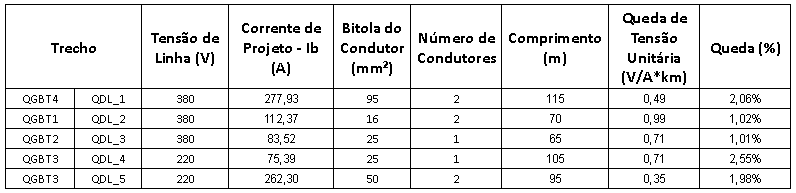 Trecho | Tensão de Linha (V) | Corrente de Projeto - Ib (A) | Bitola do Condutor (mm²) | Número de Condutores | Comprimento (m) | Queda de Tensão Unitária (V/A*km) | Queda (%)
QGBT4 | QDL_1 | 380 | 277,93 | 95 | 2 | 115 | 0,49 | 2,06%
QGBT1 | QDL_2 | 380 | 112,37 | 16 | 2 | 70 | 0,99 | 1,02%
QGBT2 | QDL_3 | 380 | 83,52 | 25 | 1 | 65 | 0,71 | 1,01%
QGBT3 | QDL_4 | 220 | 75,39 | 25 | 1 | 105 | 0,71 | 2,55%
QGBT3 | QDL_5 | 220 | 262,30 | 50 | 2 | 95 | 0,35 | 1,98%